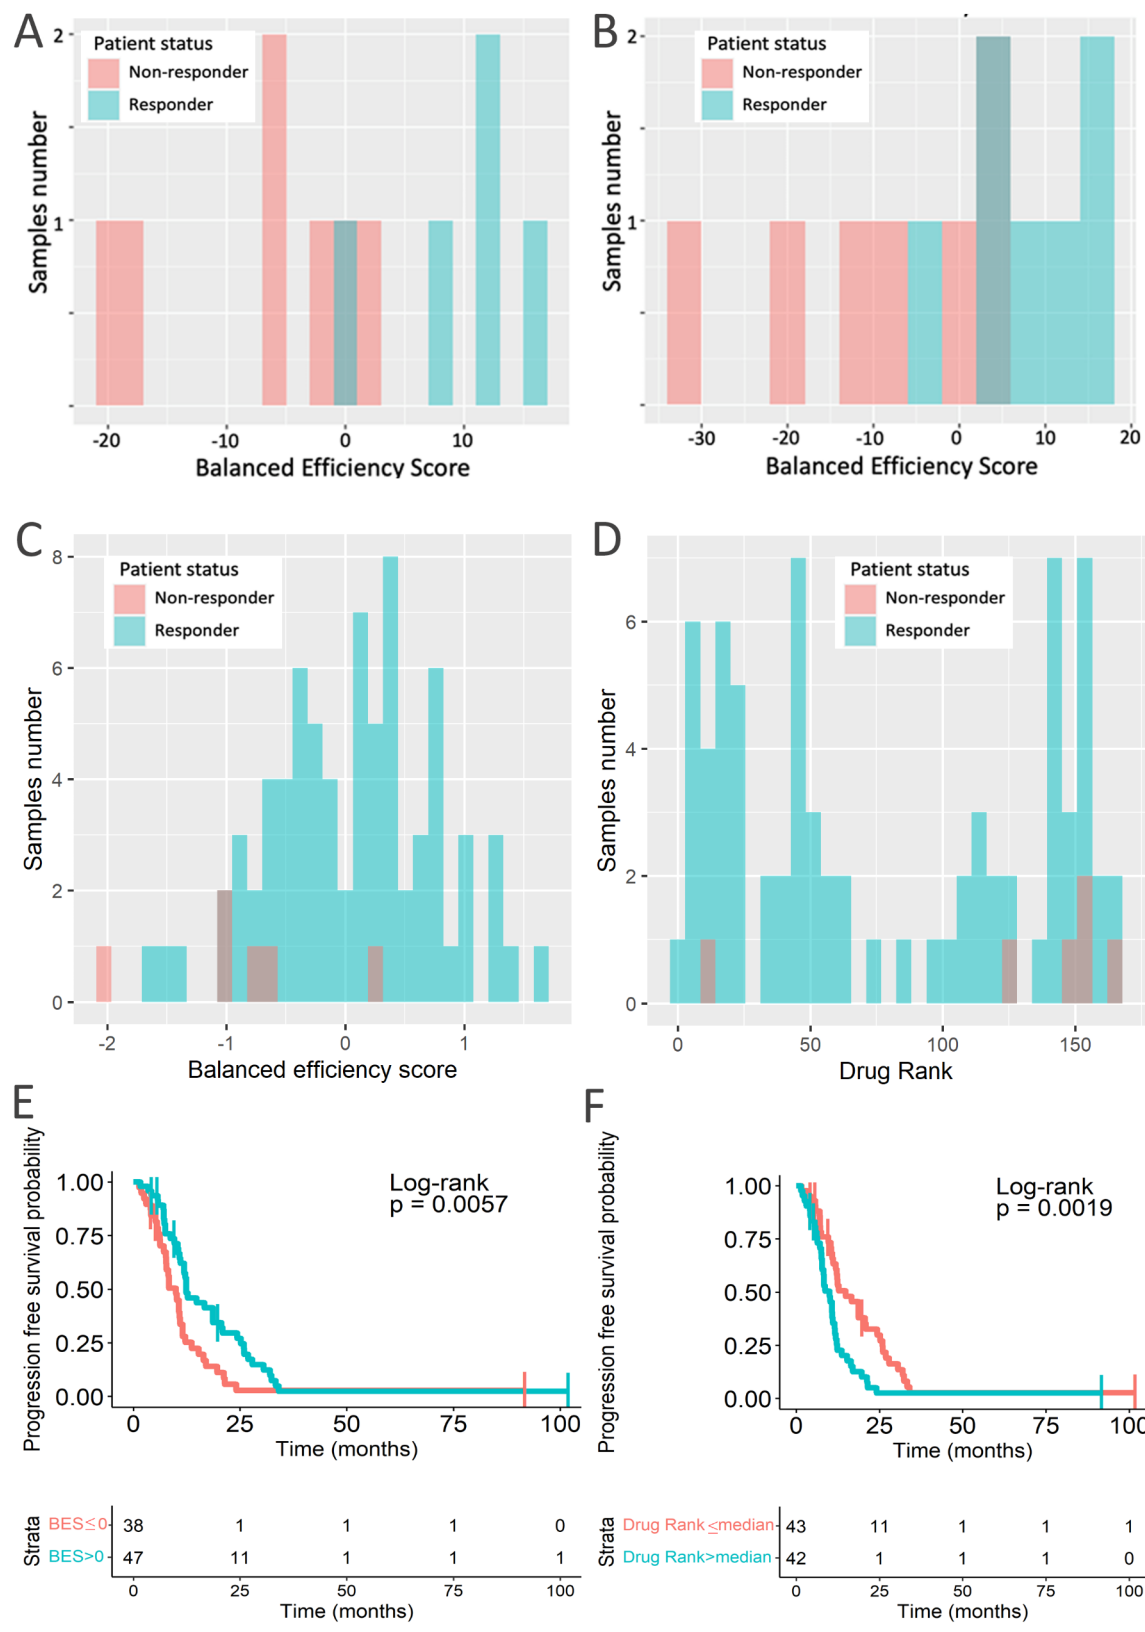 A
Patient status
Non-responder
Responder
Samples number
2
1
-20 -10 0 10
Balanced Efficiency Score
B
Patient status
Non-responder
Responder
Samples number
2
1
-30 -20 -10 0 10 20
Balanced Efficiency Score
C
Patient status
Non-responder
Responder
Samples number
8
6
4
2
0
-2 -1 0 1
Balanced efficiency score
D
Patient status
Non-responder
Responder
Samples number
6
4
2
0
0 50 100 150
Drug Rank
E
Progression free survival probability
Log-rank
p = 0.0057
1.00
0.75
0.50
0.25
0.00
0 25 50 75 100
Time (months)
Strata
BES≤0 38 1 1 1 0
BES>0 47 11 1 1 1
0 25 50 75 100
Time (months)
F
Progression free survival probability
Log-rank
p = 0.0019
1.00
0.75
0.50
0.25
0.00
0 25 50 75 100
Time (months)
Strata
Drug Rank≤median 43 11 1 1 1
Drug Rank>median 42 1 1 1 0
0 25 50 75 100
Time (months)